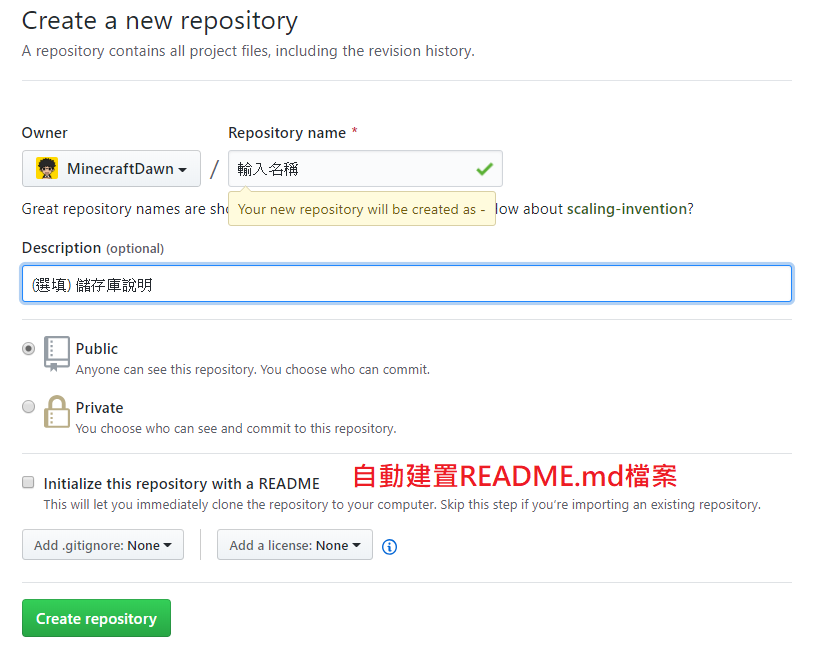 Create a new repository
A repository contains all project files, including the revision history.
Owner
Repository name *
MinecraftDawn / 輸入名稱
Great repository names are sho
Your new repository will be created as -
How about scaling-invention?
Description (optional)
(選填) 儲存庫說明
Public
Anyone can see this repository. You choose who can commit.
Private
You choose who can see and commit to this repository.
Initialize this repository with a README 自動建置README.md檔案
This will let you immediately clone the repository to your computer. Skip this step if you’re importing an existing repository.
Add .gitignore: None
Add a license: None
Create repository